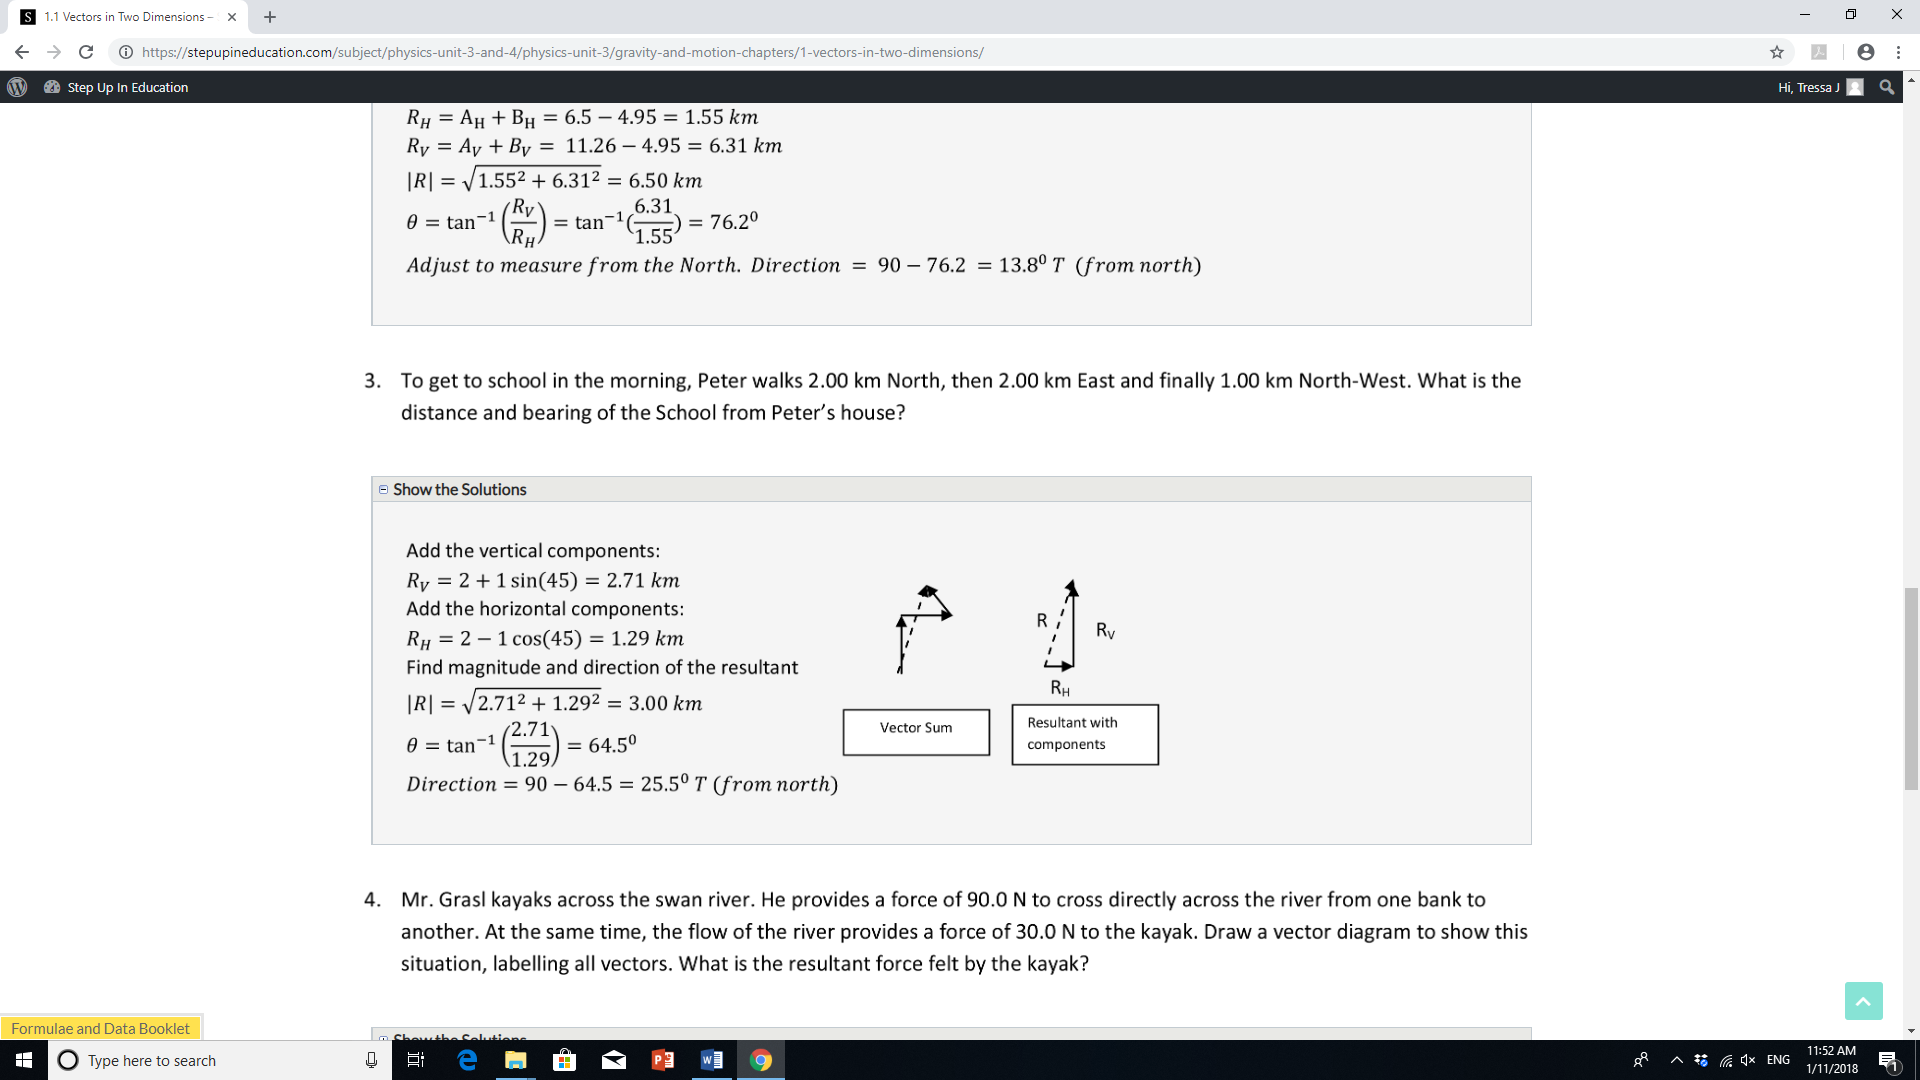 1.1 Vectors in Two Dimensions –
https://stepupineducation.com/subject/physics-unit-3-and-4/physics-unit-3/gravity-and-motion-chapters/1-vectors-in-two-dimensions/
Step Up In Education
Hi, Tressa J
R_H = A_H + B_H = 6.5 − 4.95 = 1.55 km
R_V = A_V + B_V = 11.26 − 4.95 = 6.31 km
|R| = √1.55² + 6.31² = 6.50 km
θ = tan⁻¹ (R_V/R_H) = tan⁻¹(6.31/1.55) = 76.2⁰
Adjust to measure from the North. Direction = 90 − 76.2 = 13.8⁰ T (from north)
3. To get to school in the morning, Peter walks 2.00 km North, then 2.00 km East and finally 1.00 km North-West. What is the
distance and bearing of the School from Peter's house?
Show the Solutions
Add the vertical components:
R_V = 2 + 1 sin(45) = 2.71 km
Add the horizontal components:
R_H = 2 − 1 cos(45) = 1.29 km
Find magnitude and direction of the resultant
|R| = √2.71² + 1.29² = 3.00 km
θ = tan⁻¹ (2.71/1.29) = 64.5⁰
Direction = 90 − 64.5 = 25.5⁰ T (from north)
Vector Sum
R
R_V
R_H
Resultant with
components
4. Mr. Grasl kayaks across the swan river. He provides a force of 90.0 N to cross directly across the river from one bank to
another. At the same time, the flow of the river provides a force of 30.0 N to the kayak. Draw a vector diagram to show this
situation, labelling all vectors. What is the resultant force felt by the kayak?
Show the Solutions
Formulae and Data Booklet
Type here to search
ENG
11:52 AM
1/11/2018
1